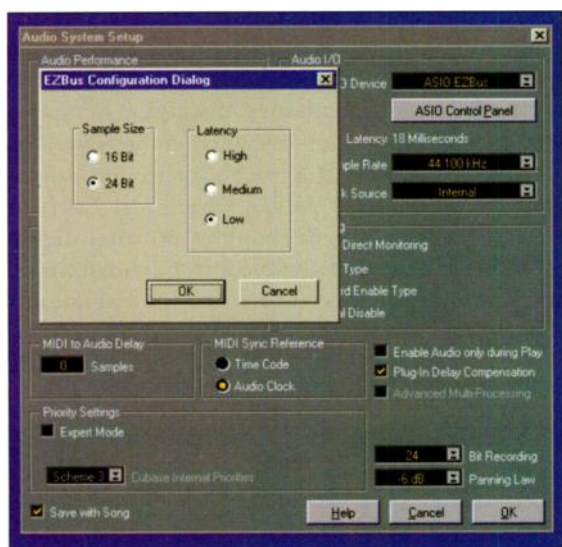 Audio System Setup
Audio Performance
Audio I/O
EZBus Configuration Dialog
Device
ASIO EZBus
ASIO Control Panel
Sample Size
16 Bit
24 Bit
Latency
High
Medium
Low
Latency: 18 Milliseconds
44.100 kHz
Internal
Direct Monitoring
Type
Enable Type
Disable
OK
Cancel
MIDI to Audio Delay
0 Samples
MIDI Sync Reference
Time Code
Audio Clock
Enable Audio only during Play
Plug-In Delay Compensation
Advanced Multi-Processing
Priority Settings
Expert Mode
Scheme 3 Cubase Internal Priorities
24 Bit Recording
-6 dB Panning Law
Save with Song
Help
Cancel
OK